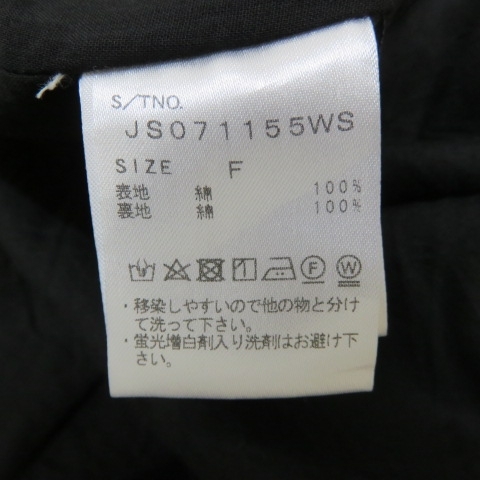 S/TNO.
JS071155WS
SIZE F
表地 綿 100%
裏地 綿 100%
F W
・移染しやすいので他の物と分け
て洗って下さい。
・蛍光増白剤入り洗剤はお避け下
さい。